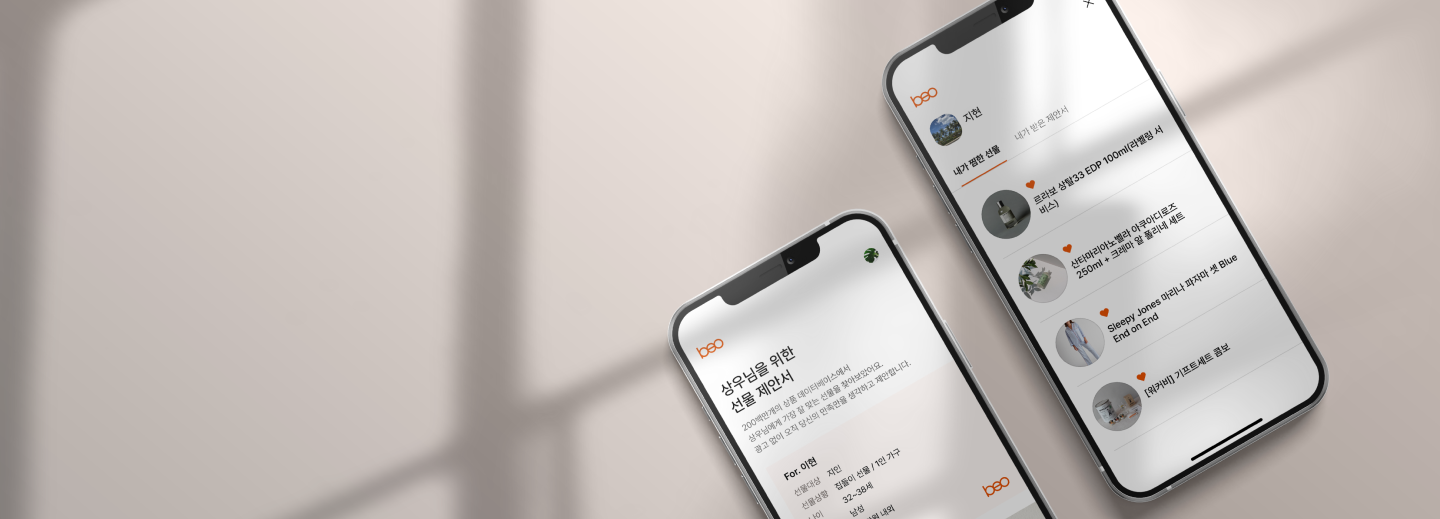 beo
상우님을 위한
선물 제안서
200백만개의 상품 데이터베이스에서
상우님에게 가장 잘 맞는 선물을 찾아보았어요.
광고 없이 오직 당신의 만족만을 생각하고 제안합니다.
For. 이현
선물대상 지인
선물상황 집들이 선물 / 1인 가구
나이 32~38세
남성
내외
beo
beo
지현
내가 찜한 선물 내가 받은 제안서
르라보 상탈33 EDP 100ml(라벨링 서
비스)
산타마리아노벨라 아쿠아디로즈
250ml + 크레마 알 폴리네 세트
Sleepy Jones 마리나 파자마 셋 Blue
End on End
[워커비] 기프트세트 콤보